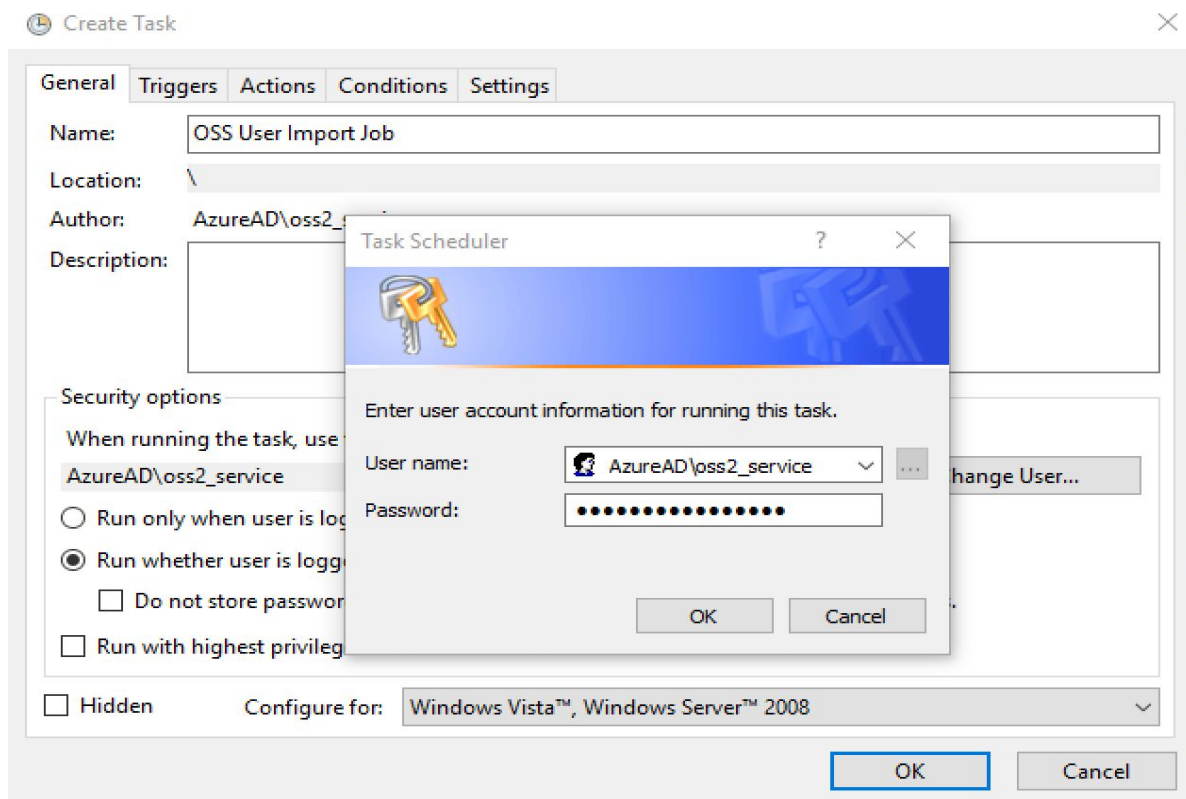 Create Task
General Triggers Actions Conditions Settings
Name: OSS User Import Job
Location: \
Author: AzureAD\oss2_
Description:
Task Scheduler ?
Enter user account information for running this task.
User name: AzureAD\oss2_service ...
Password: ••••••••••••••••
OK Cancel
Security options
When running the task, use
AzureAD\oss2_service hange User...
Run only when user is log
Run whether user is logge
Do not store passwor .
Run with highest privileg
Hidden Configure for: Windows Vista™, Windows Server™ 2008
OK Cancel